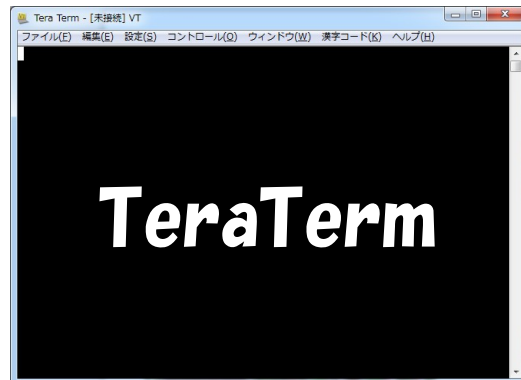 Tera Term - [未接続] VT
ファイル(F) 編集(E) 設定(S) コントロール(O) ウィンドウ(W) 漢字コード(K) ヘルプ(H)
TeraTerm